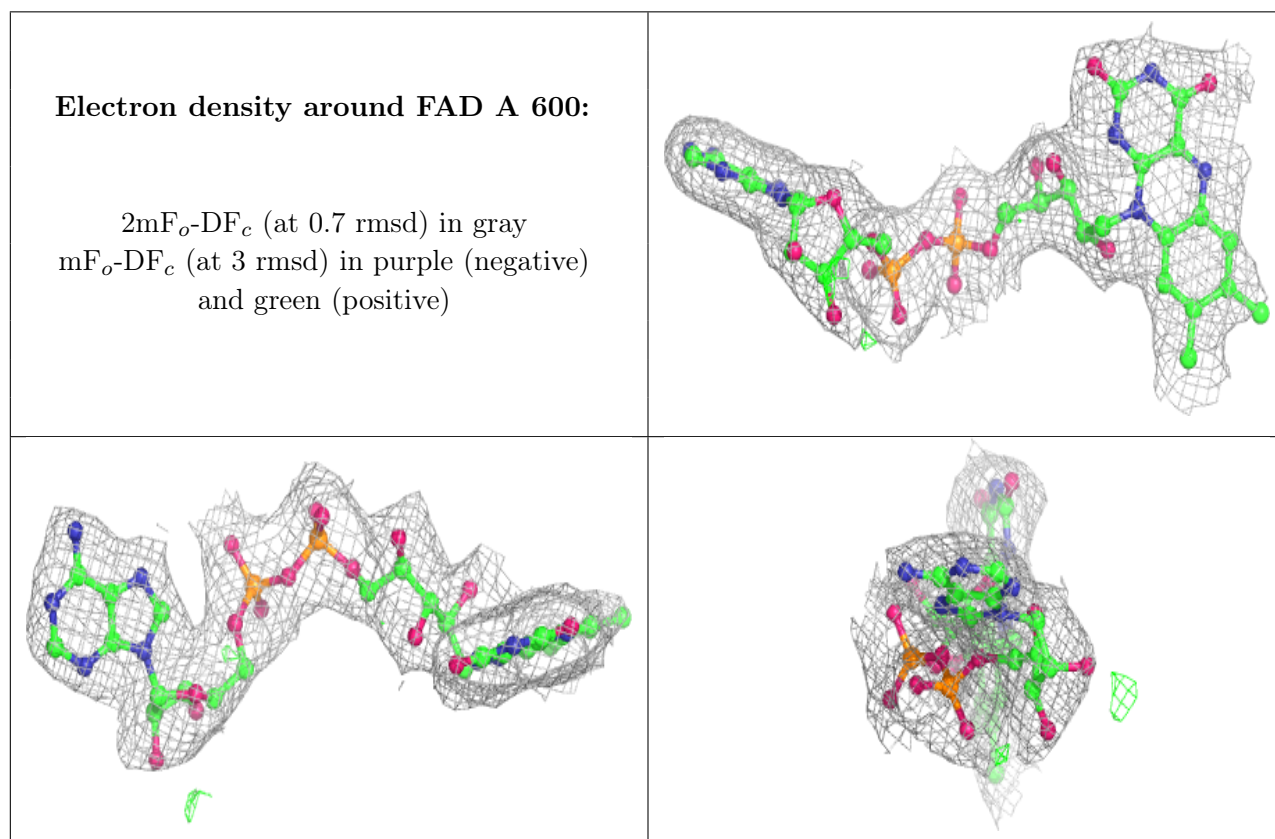 Electron density around FAD A 600:
2mFo-DFc (at 0.7 rmsd) in gray
mFo-DFc (at 3 rmsd) in purple (negative)
and green (positive)